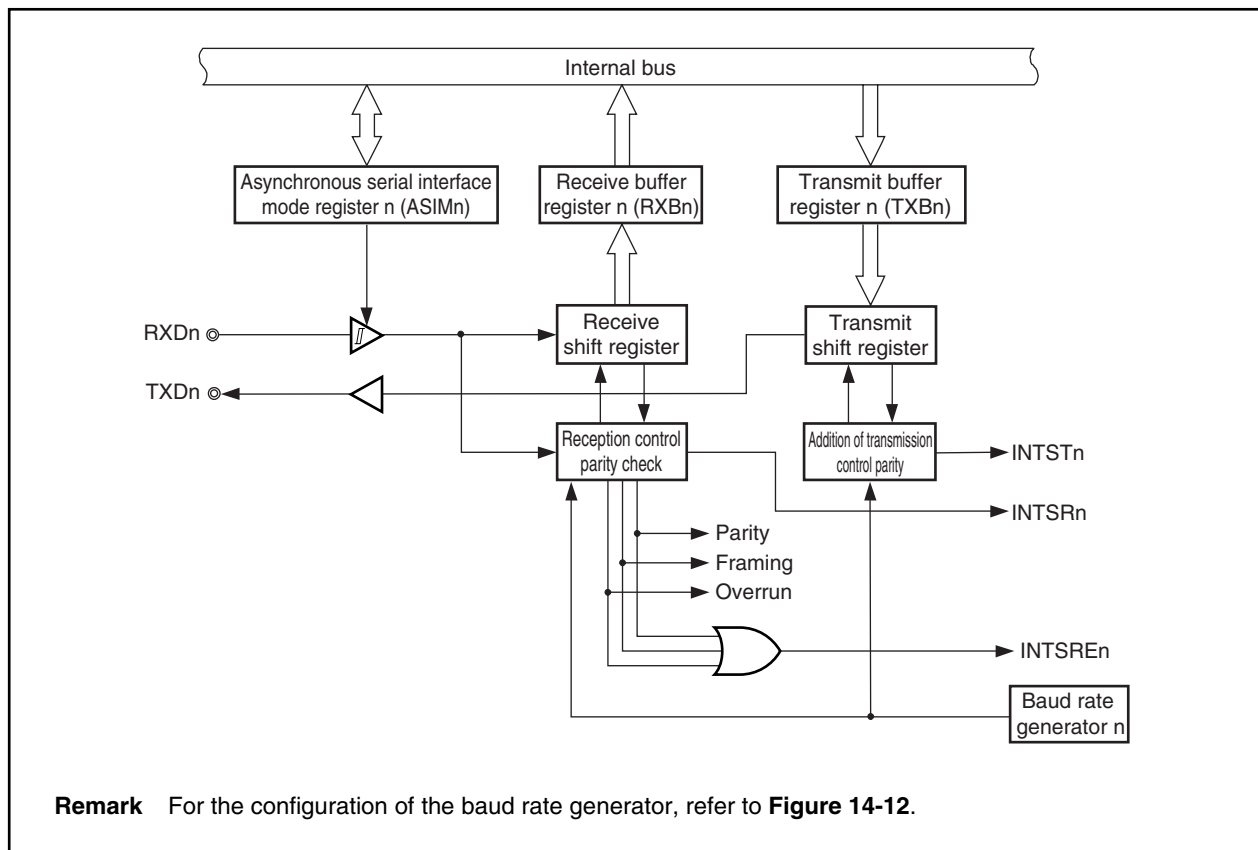 Internal bus
Asynchronous serial interface
mode register n (ASIMn)
Receive buffer
register n (RXBn)
Transmit buffer
register n (TXBn)
RXDn
Receive
shift register
Transmit
shift register
TXDn
Reception control
parity check
Addition of transmission
control parity
INTSTn
INTSRn
Parity
Framing
Overrun
INTSREn
Baud rate
generator n
Remark For the configuration of the baud rate generator, refer to Figure 14-12.